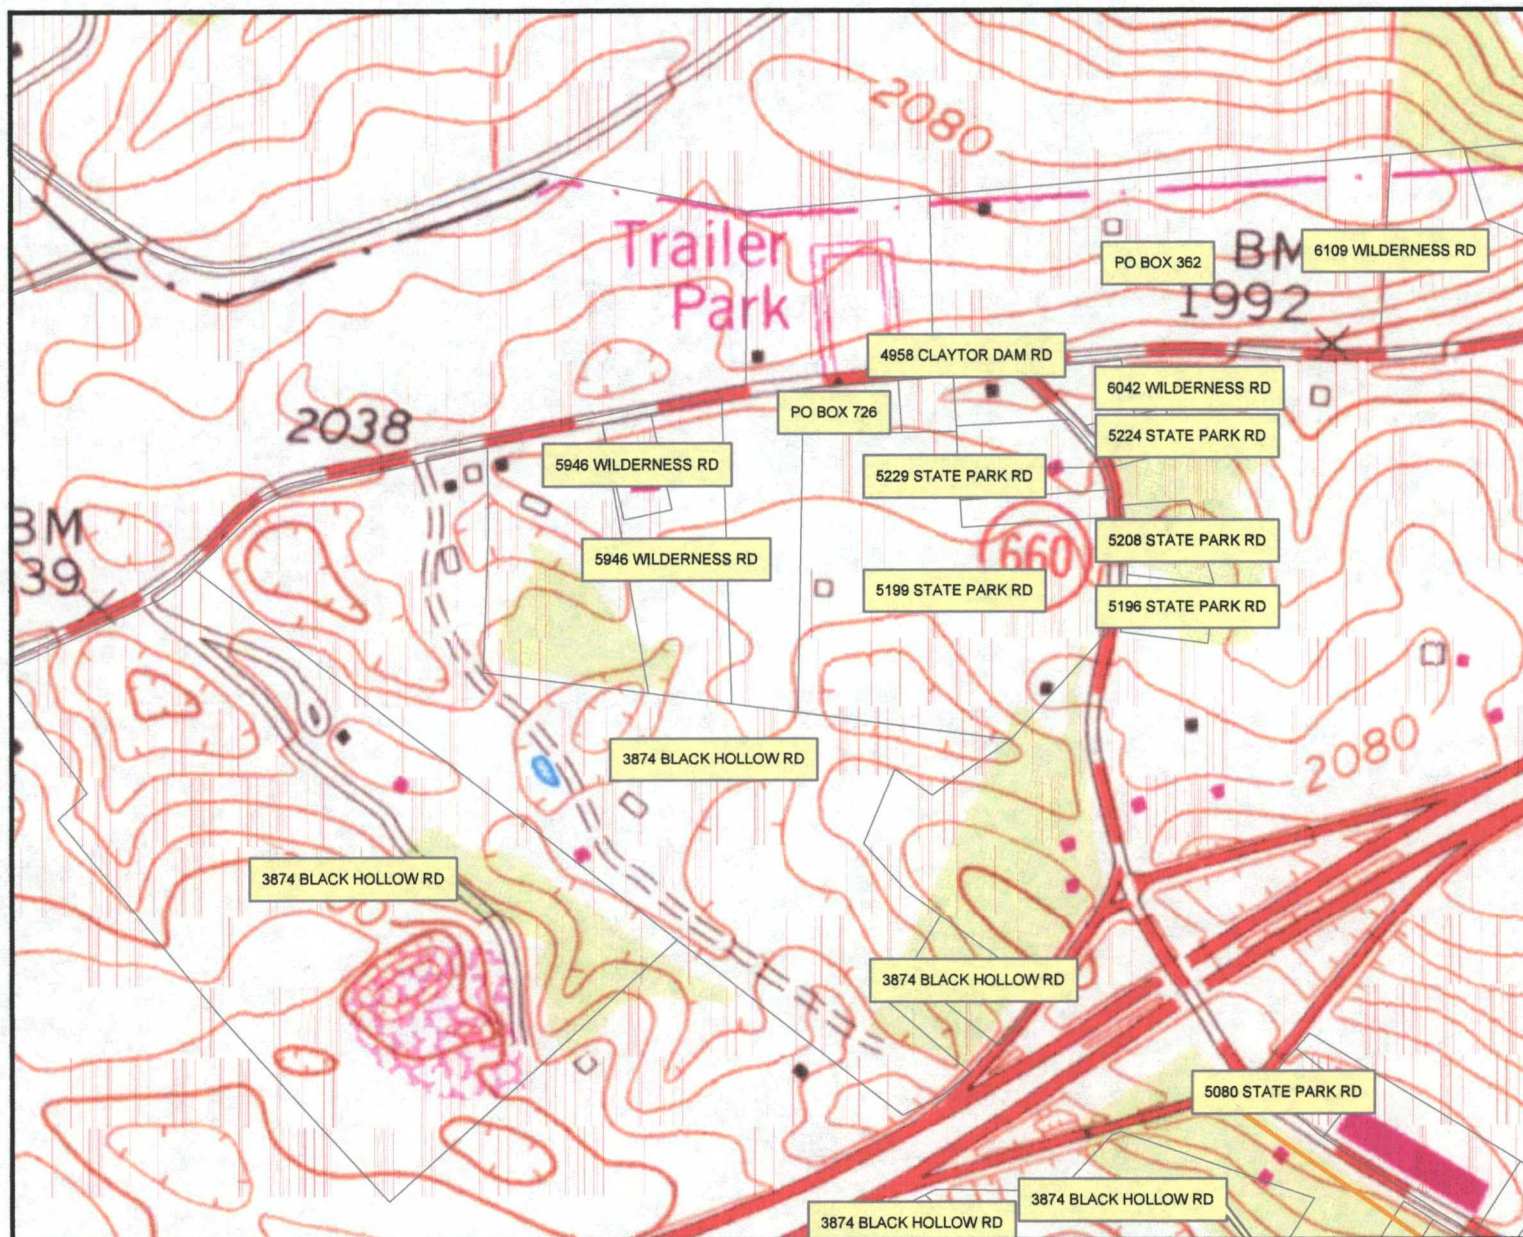 2080
Trailer
Park
PO BOX 362
BM
1992
6109 WILDERNESS RD
4958 CLAYTOR DAM RD
6042 WILDERNESS RD
PO BOX 726
2038
5224 STATE PARK RD
5946 WILDERNESS RD
5229 STATE PARK RD
BM
39
660
5208 STATE PARK RD
5946 WILDERNESS RD
5199 STATE PARK RD
5196 STATE PARK RD
3874 BLACK HOLLOW RD
2080
3874 BLACK HOLLOW RD
3874 BLACK HOLLOW RD
5080 STATE PARK RD
3874 BLACK HOLLOW RD
3874 BLACK HOLLOW RD